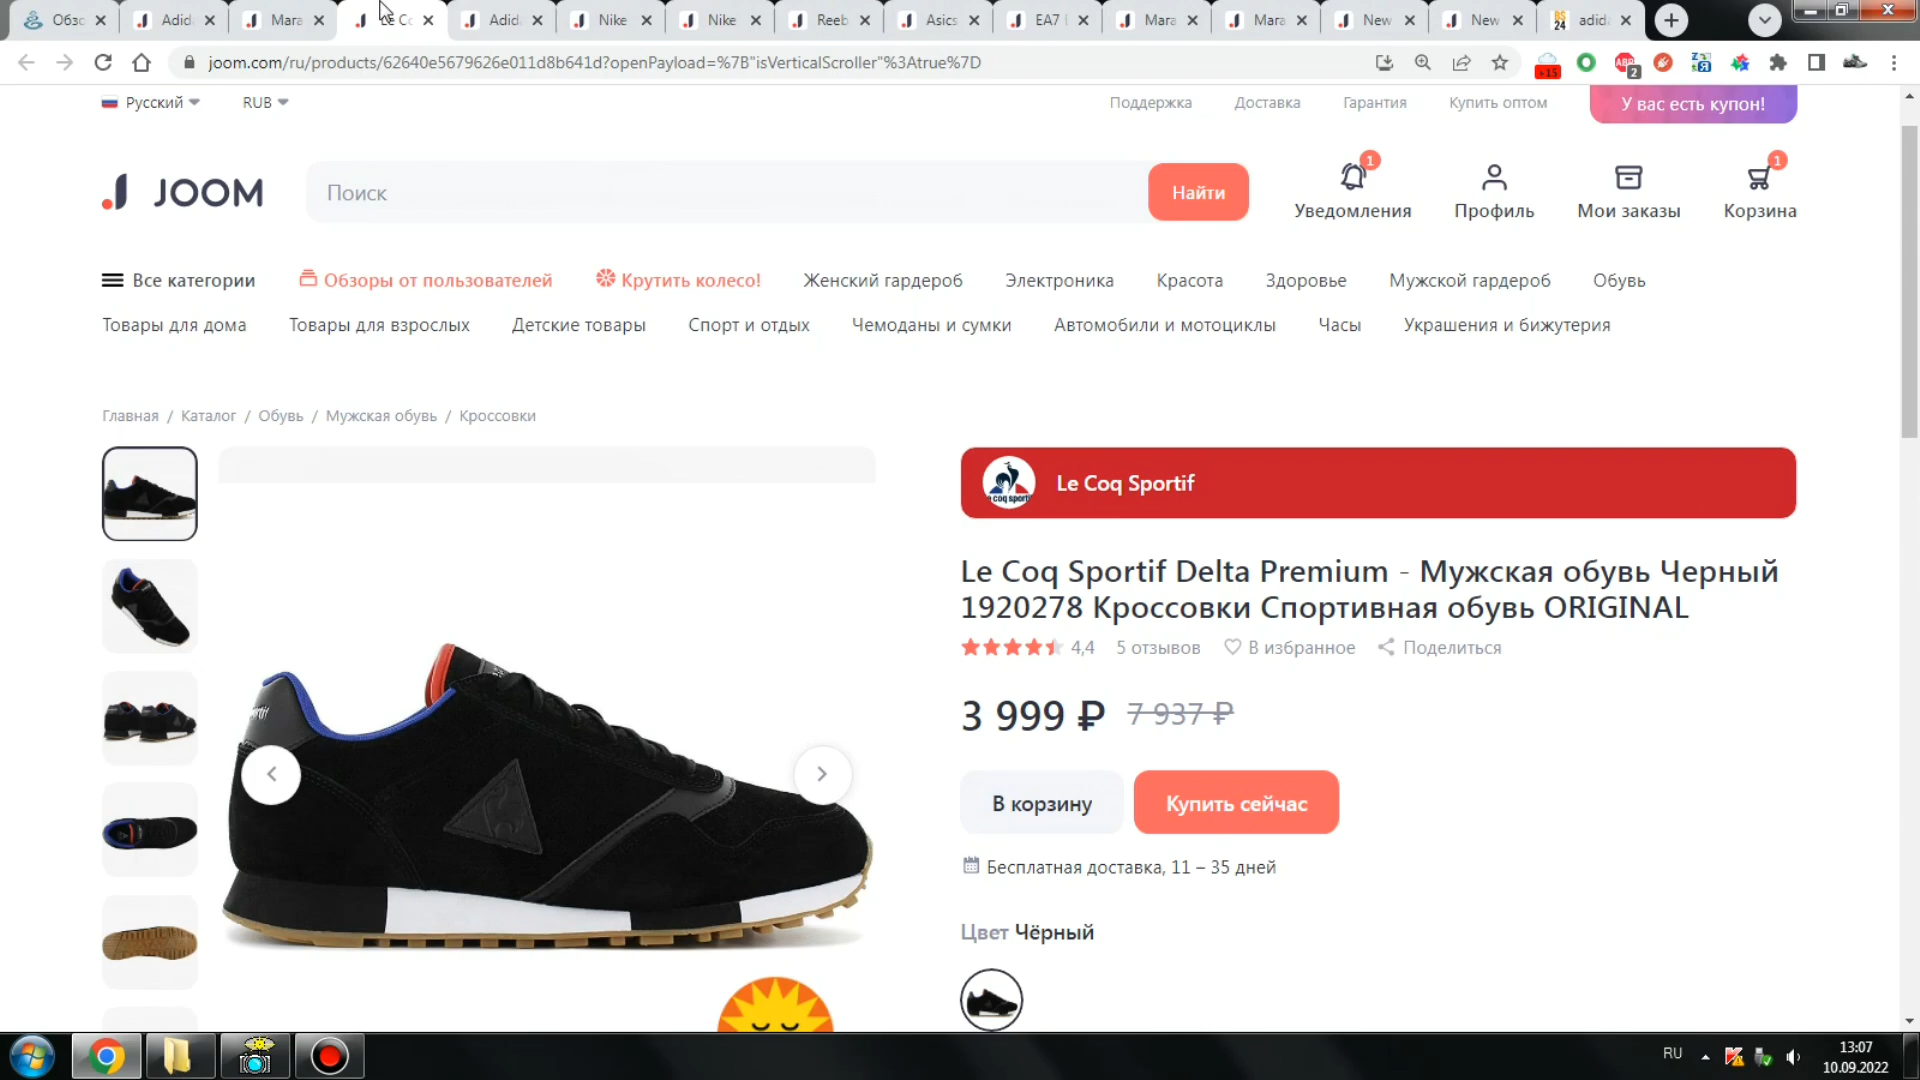 Обзо
Adid
Mara
Le Co
Adid
Nike
Nike
Reeb
Asics
EA7 E
Mara
Mara
New
New
BS 24
adid
joom.com/ru/products/62640e5679626e011d8b641d?openPayload=%7B"isVerticalScroller"%3Atrue%7D
+15
ABP
2
Русский
RUB
Поддержка
Доставка
Гарантия
Купить оптом
У вас есть купон!
JOOM
Поиск
Найти
1
Уведомления
Профиль
Мои заказы
1
Корзина
Все категории
Обзоры от пользователей
Крутить колесо!
Женский гардероб
Электроника
Красота
Здоровье
Мужской гардероб
Обувь
Товары для дома
Товары для взрослых
Детские товары
Спорт и отдых
Чемоданы и сумки
Автомобили и мотоциклы
Часы
Украшения и бижутерия
Главная / Каталог / Обувь / Мужская обувь / Кроссовки
Le Coq Sportif
Le Coq Sportif Delta Premium - Мужская обувь Черный
1920278 Кроссовки Спортивная обувь ORIGINAL
4,4
5 отзывов
В избранное
Поделиться
3 999 ₽
7 937 ₽
В корзину
Купить сейчас
Бесплатная доставка, 11 – 35 дней
Цвет Чёрный
RU
13:07
10.09.2022